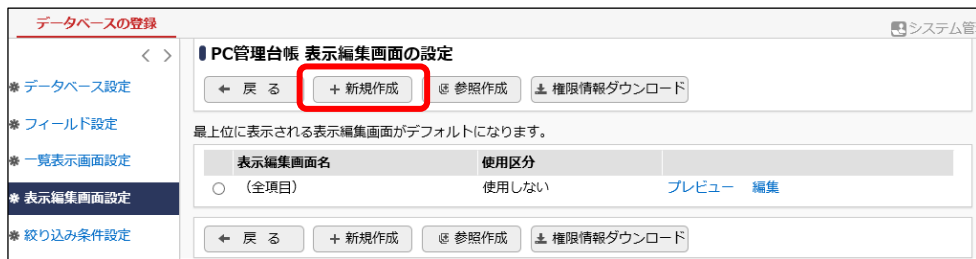 データベースの登録
システム管
< >
PC管理台帳 表示編集画面の設定
データベース設定
← 戻 る + 新規作成 参照作成 権限情報ダウンロード
フィールド設定
最上位に表示される表示編集画面がデフォルトになります。
一覧表示画面設定
表示編集画面名 使用区分
表示編集画面設定
(全項目) 使用しない プレビュー 編集
絞り込み条件設定
← 戻 る + 新規作成 参照作成 権限情報ダウンロード